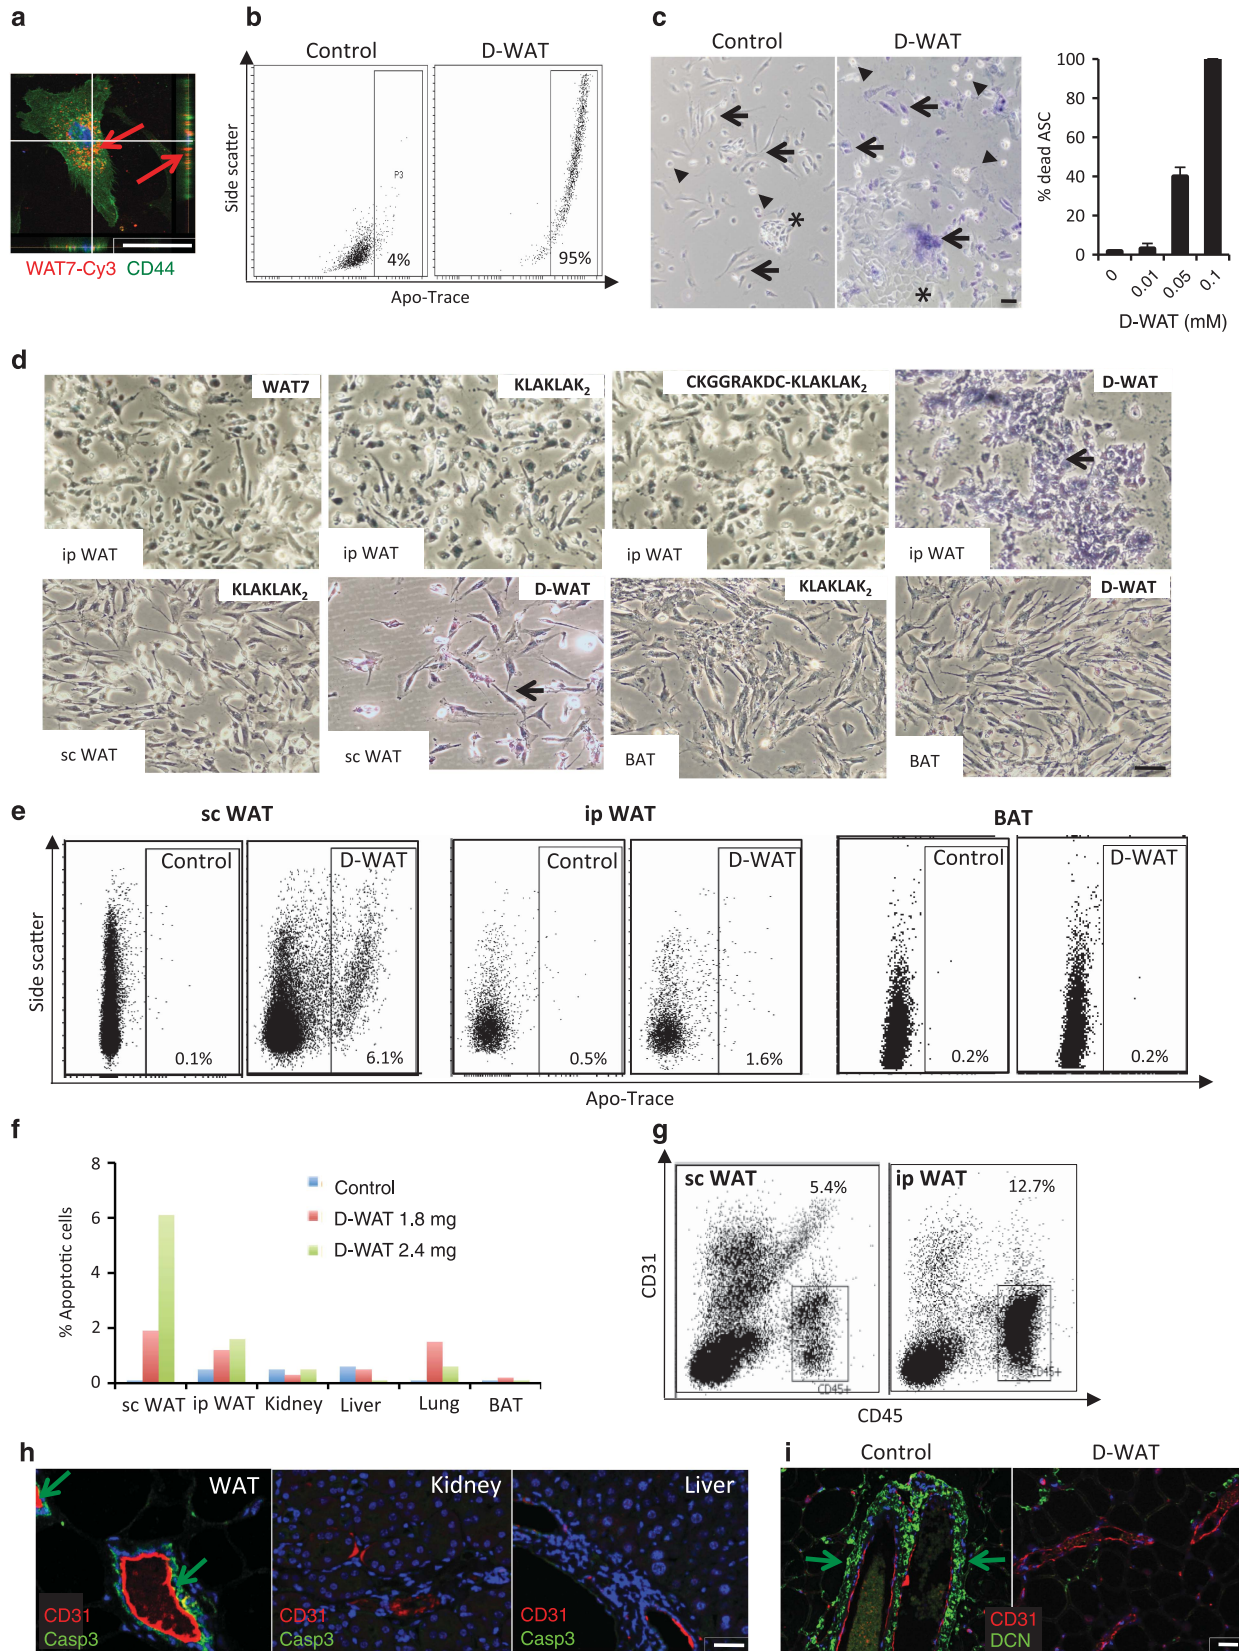 a
WAT7-Cy3 CD44
b
Control D-WAT
Side scatter
P3
4%
95%
Apo-Trace
c
Control D-WAT
*
*
% dead ASC
100
80
60
40
20
0
0 0.01 0.05 0.1
D-WAT (mM)
d
WAT7
ip WAT
KLAKLAK2
ip WAT
CKGGRAKDC-KLAKLAK2
ip WAT
D-WAT
ip WAT
KLAKLAK2
sc WAT
D-WAT
sc WAT
KLAKLAK2
BAT
D-WAT
BAT
e
sc WAT ip WAT BAT
Side scatter
Control D-WAT Control D-WAT Control D-WAT
0.1% 6.1% 0.5% 1.6% 0.2% 0.2%
Apo-Trace
f
% Apoptotic cells
8
6
4
2
0
Control
D-WAT 1.8 mg
D-WAT 2.4 mg
sc WAT ip WAT Kidney Liver Lung BAT
g
sc WAT 5.4%
ip WAT 12.7%
CD31
CD45+
CD45+
CD45
h
WAT Kidney Liver
CD31 CD31 CD31
Casp3 Casp3 Casp3
i
Control D-WAT
CD31
DCN